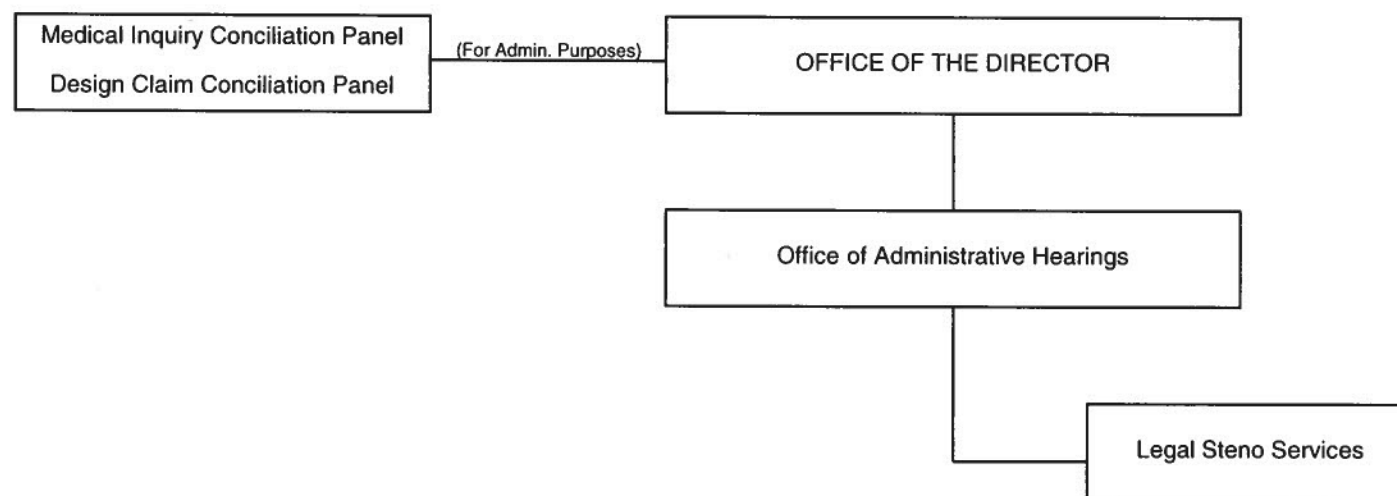 Medical Inquiry Conciliation Panel
Design Claim Conciliation Panel
(For Admin. Purposes)
OFFICE OF THE DIRECTOR
Office of Administrative Hearings
Legal Steno Services